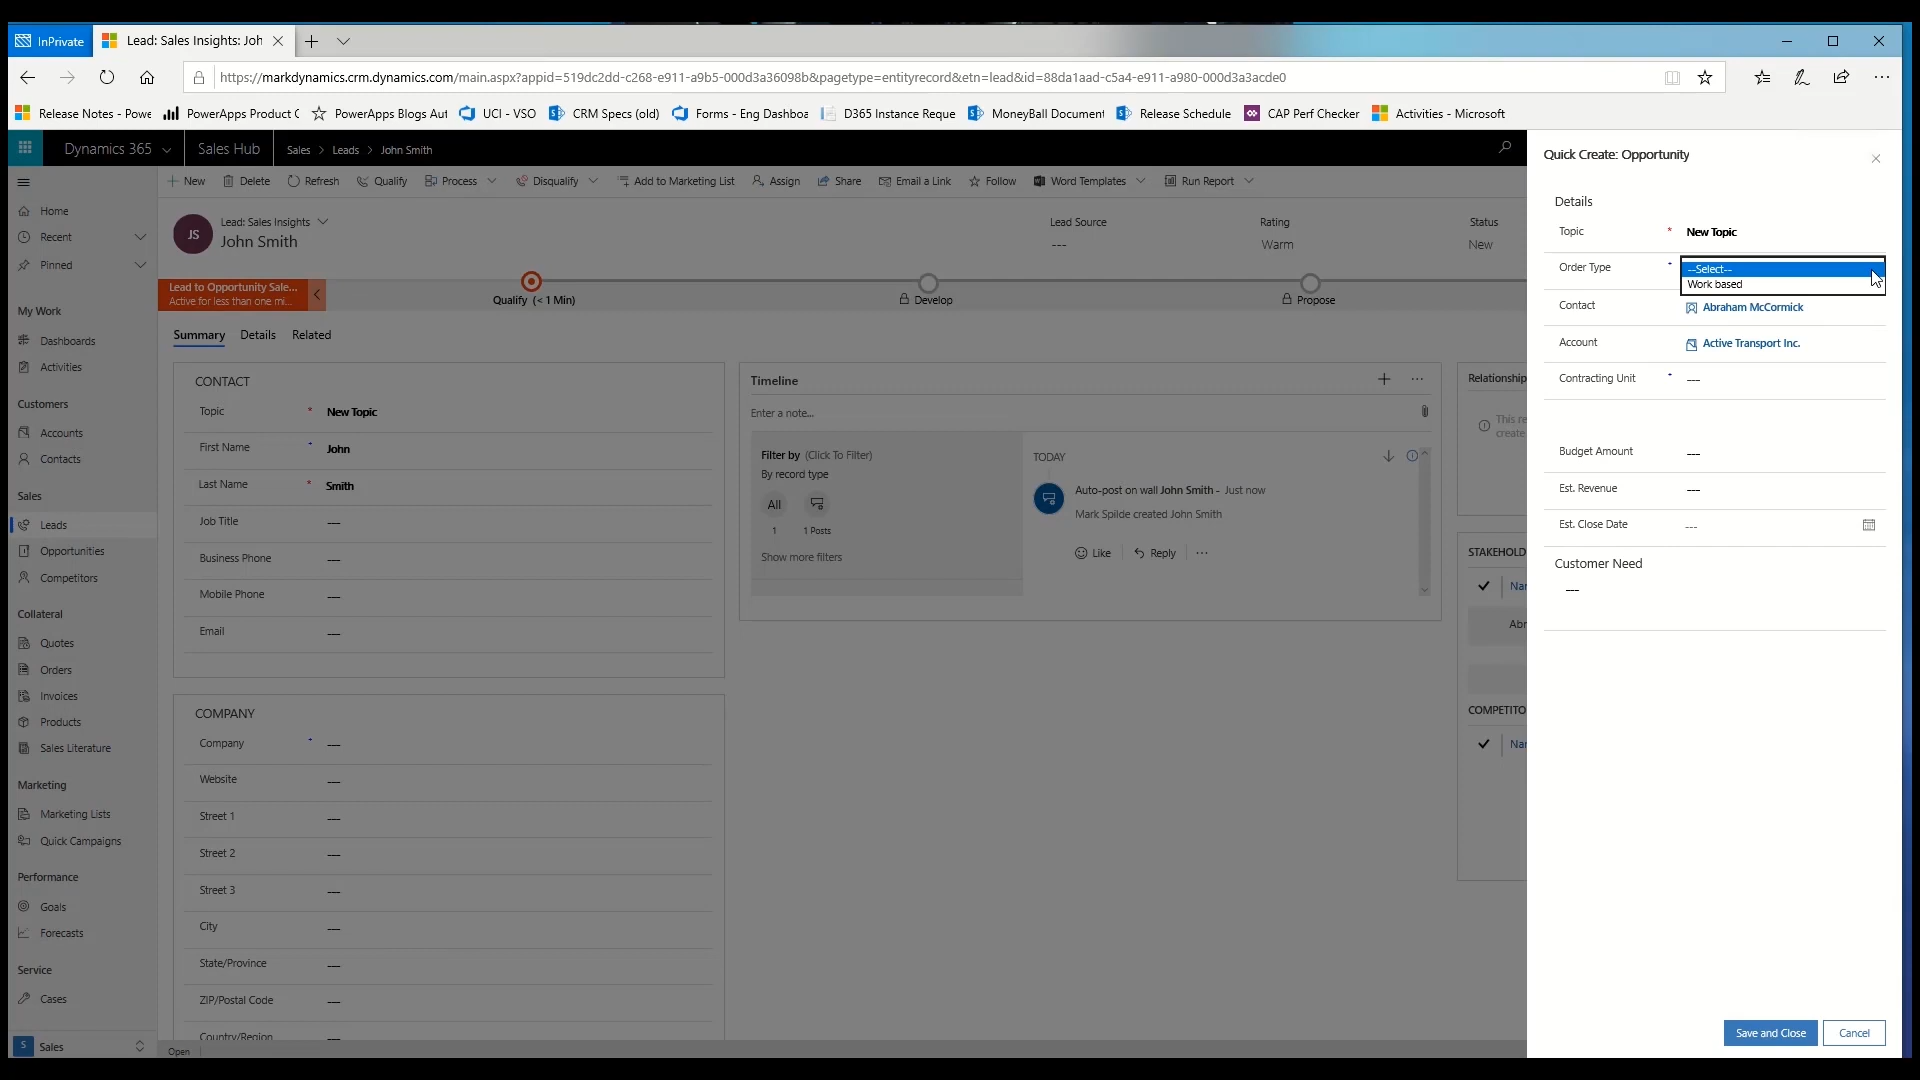 InPrivate
Lead: Sales Insights: Joh
https://markdynamics.crm.dynamics.com/main.aspx?appid=519dc2dd-c268-e911-a9b5-000d3a36098b&pagetype=entityrecord&etn=lead&id=88da1aad-c5a4-e911-a980-000d3a3acde0
Release Notes - Powe
PowerApps Product C
PowerApps Blogs Aut
UCI - VSO
CRM Specs (old)
Forms - Eng Dashboa
D365 Instance Reque
MoneyBall Document
Release Schedule
CAP Perf Checker
Activities - Microsoft
Dynamics 365
Sales Hub
Sales > Leads > John Smith
New
Delete
Refresh
Qualify
Process
Disqualify
Add to Marketing List
Assign
Share
Email a Link
Follow
Word Templates
Run Report
Home
Recent
Pinned
My Work
Dashboards
Activities
Customers
Accounts
Contacts
Sales
Leads
Opportunities
Competitors
Collateral
Quotes
Orders
Invoices
Products
Sales Literature
Marketing
Marketing Lists
Quick Campaigns
Performance
Goals
Forecasts
Service
Cases
S Sales
JS
Lead: Sales Insights
John Smith
Lead Source
---
Rating
Warm
Status
New
Lead to Opportunity Sale...
Active for less than one mi...
Qualify (< 1 Min)
Develop
Propose
Summary
Details
Related
CONTACT
Topic * New Topic
First Name + John
Last Name * Smith
Job Title ---
Business Phone ---
Mobile Phone ---
Email ---
COMPANY
Company + ---
Website ---
Street 1 ---
Street 2 ---
Street 3 ---
City ---
State/Province ---
ZIP/Postal Code ---
Country/Region
Open
Timeline
Enter a note...
Filter by (Click To Filter)
By record type
All
1
1 Posts
Show more filters
TODAY
Auto-post on wall John Smith - Just now
Mark Spilde created John Smith
Like
Reply
Relationship
This re
create
STAKEHOLD
Nar
Abr
COMPETITO
Nar
Quick Create: Opportunity
Details
Topic * New Topic
Order Type +
--Select--
Work based
Contact Abraham McCormick
Account Active Transport Inc.
Contracting Unit + ---
Budget Amount ---
Est. Revenue ---
Est. Close Date ---
Customer Need
---
Save and Close
Cancel